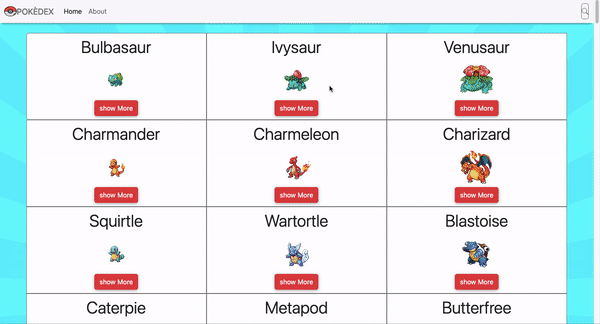 POKÈDEX Home About
Bulbasaur Ivysaur Venusaur
show More show More show More
Charmander Charmeleon Charizard
show More show More show More
Squirtle Wartortle Blastoise
show More show More show More
Caterpie Metapod Butterfree